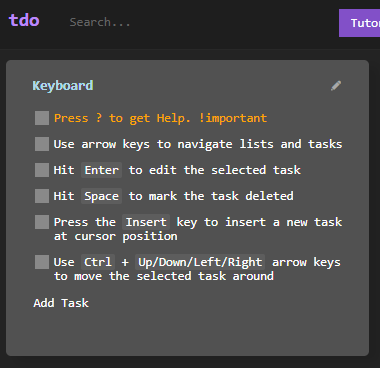 tdo
Search...
Tuto
Keyboard
Press ? to get Help. !important
Use arrow keys to navigate lists and tasks
Hit Enter to edit the selected task
Hit Space to mark the task deleted
Press the Insert key to insert a new task
at cursor position
Use Ctrl + Up/Down/Left/Right arrow keys
to move the selected task around
Add Task